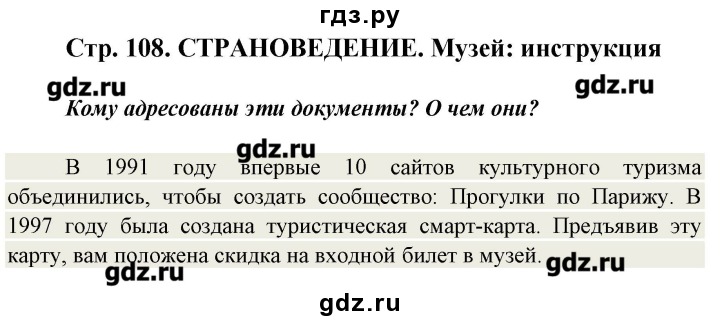 гдз.ру
Стр. 108. СТРАНОВЕДЕНИЕ. Музей: инструкция
gdz.ru gdz.ru
Кому адресованы эти документы? О чем они?
gdz.ru
В 1991 году впервые 10 сайтов культурного туризма
объединились, чтобы создать сообщество: Прогулки по Парижу. В
1997 году была создана туристическая смарт-карта. Предъявив эту
карту, вам положена скидка на входной билет в музей.
gdz.ru gdz.ru
gdz.ru